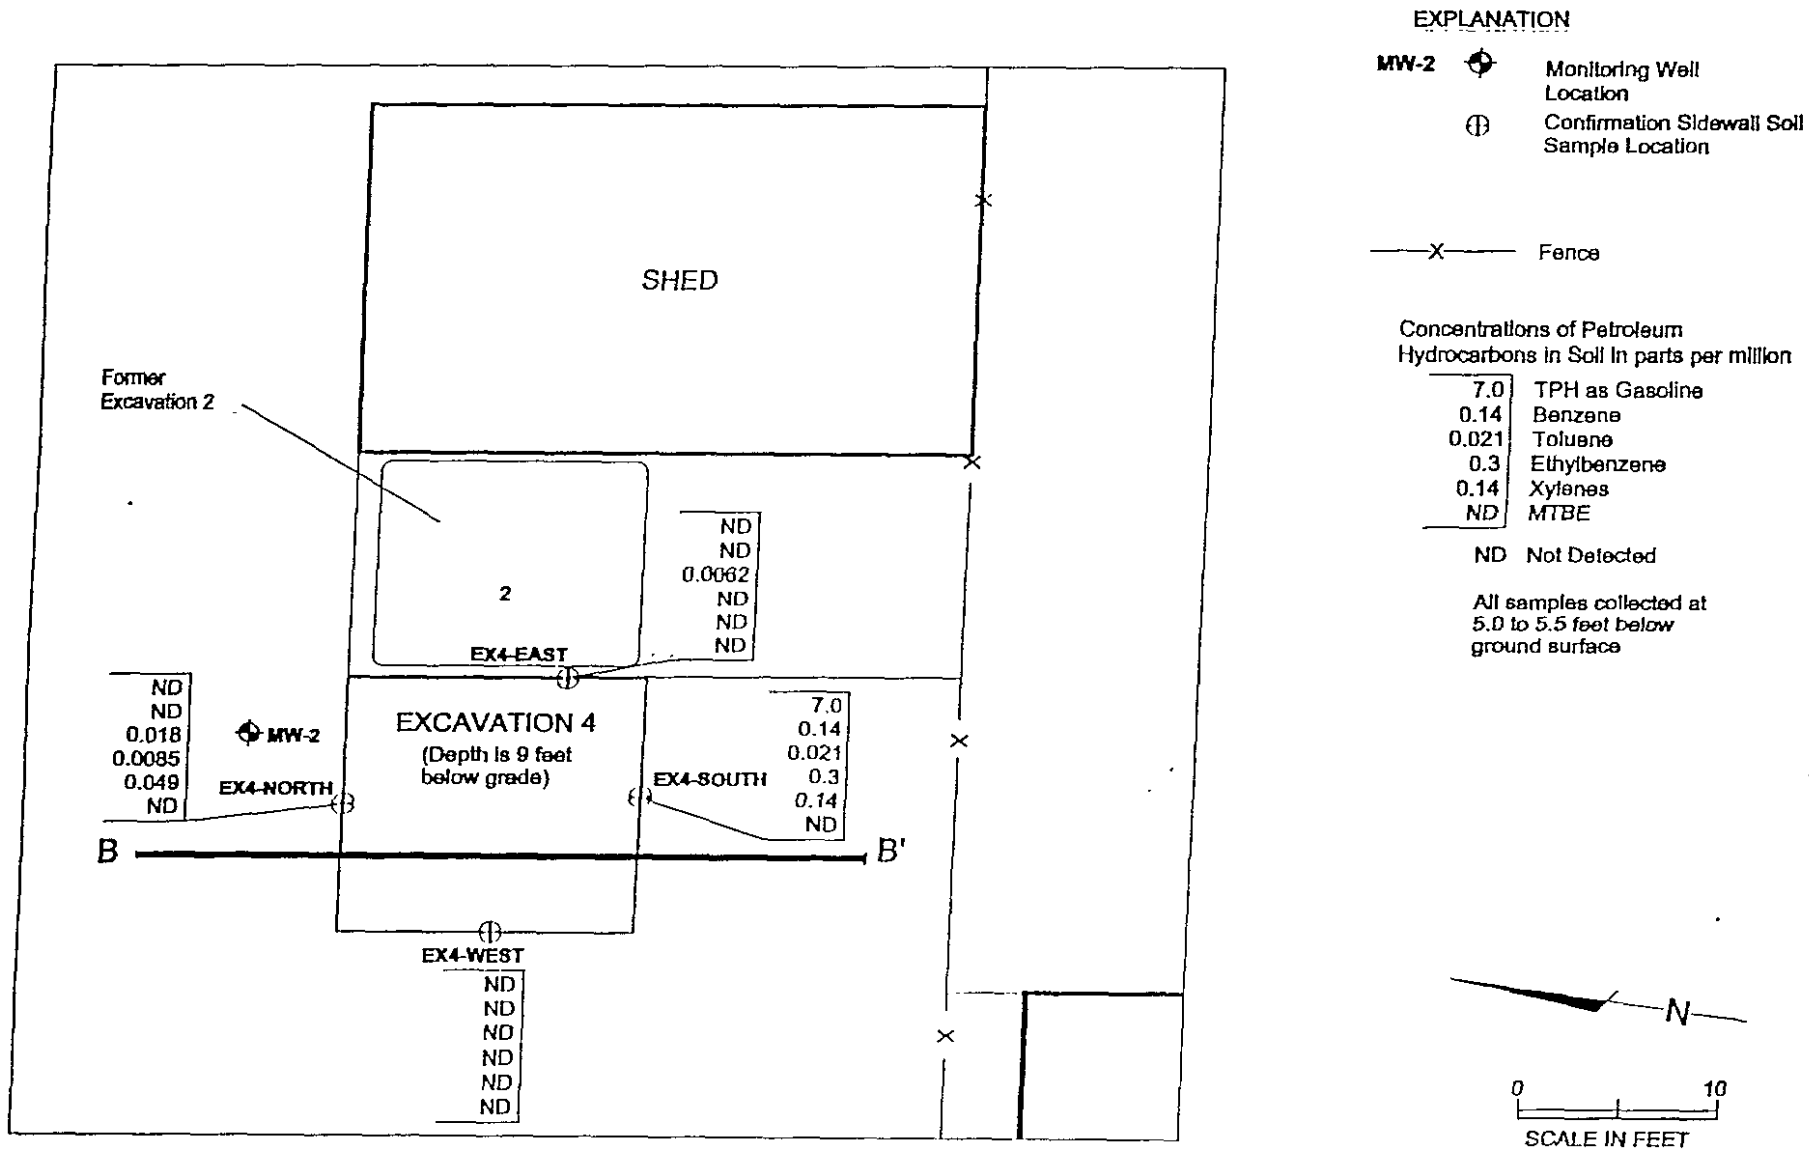 EXPLANATION
MW-2 Monitoring Well
Location
Confirmation Sidewall Soil
Sample Location
X Fence
Concentrations of Petroleum
Hydrocarbons in Soil in parts per million
7.0 TPH as Gasoline
0.14 Benzene
0.021 Toluene
0.3 Ethylbenzene
0.14 Xylenes
ND MTBE
ND Not Detected
All samples collected at
5.0 to 5.5 feet below
ground surface
SHED
X
Former
Excavation 2
X
2
ND
ND
0.0062
ND
ND
ND
EX4-EAST
ND
ND
0.018
0.0085
0.049
ND
MW-2
EX4-NORTH
EXCAVATION 4
(Depth is 9 feet
below grade)
EX4-SOUTH
7.0
0.14
0.021
0.3
0.14
ND
X
B B'
EX4-WEST
ND
ND
ND
ND
ND
ND
X
N
0 10
SCALE IN FEET